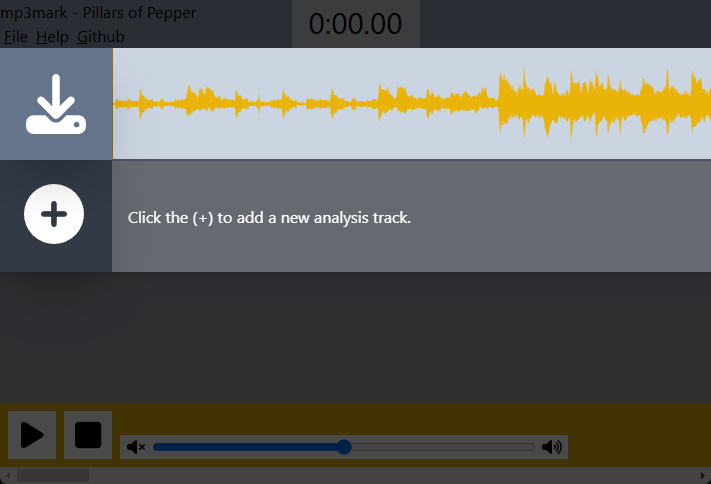 mp3mark - Pillars of Pepper
0:00.00
File Help Github
Click the (+) to add a new analysis track.